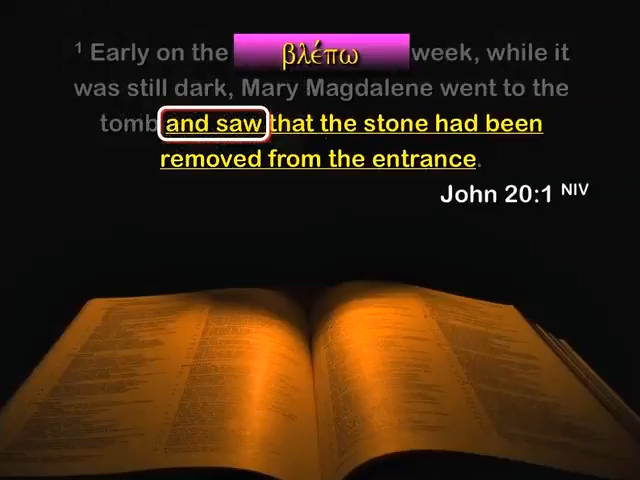 ¹ Early on the βλέπω week, while it
was still dark, Mary Magdalene went to the
tomb and saw that the stone had been
removed from the entrance.
John 20:1 NIV